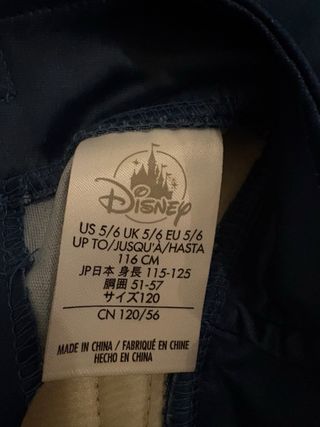 Disney
US 5/6 UK 5/6 EU 5/6
UP TO/JUSQU'À/HASTA
116 CM
JP日本 身長 115-125
胴囲 51-57
サイズ120
CN 120/56
MADE IN CHINA / FABRIQUÉ EN CHINE
HECHO EN CHINA